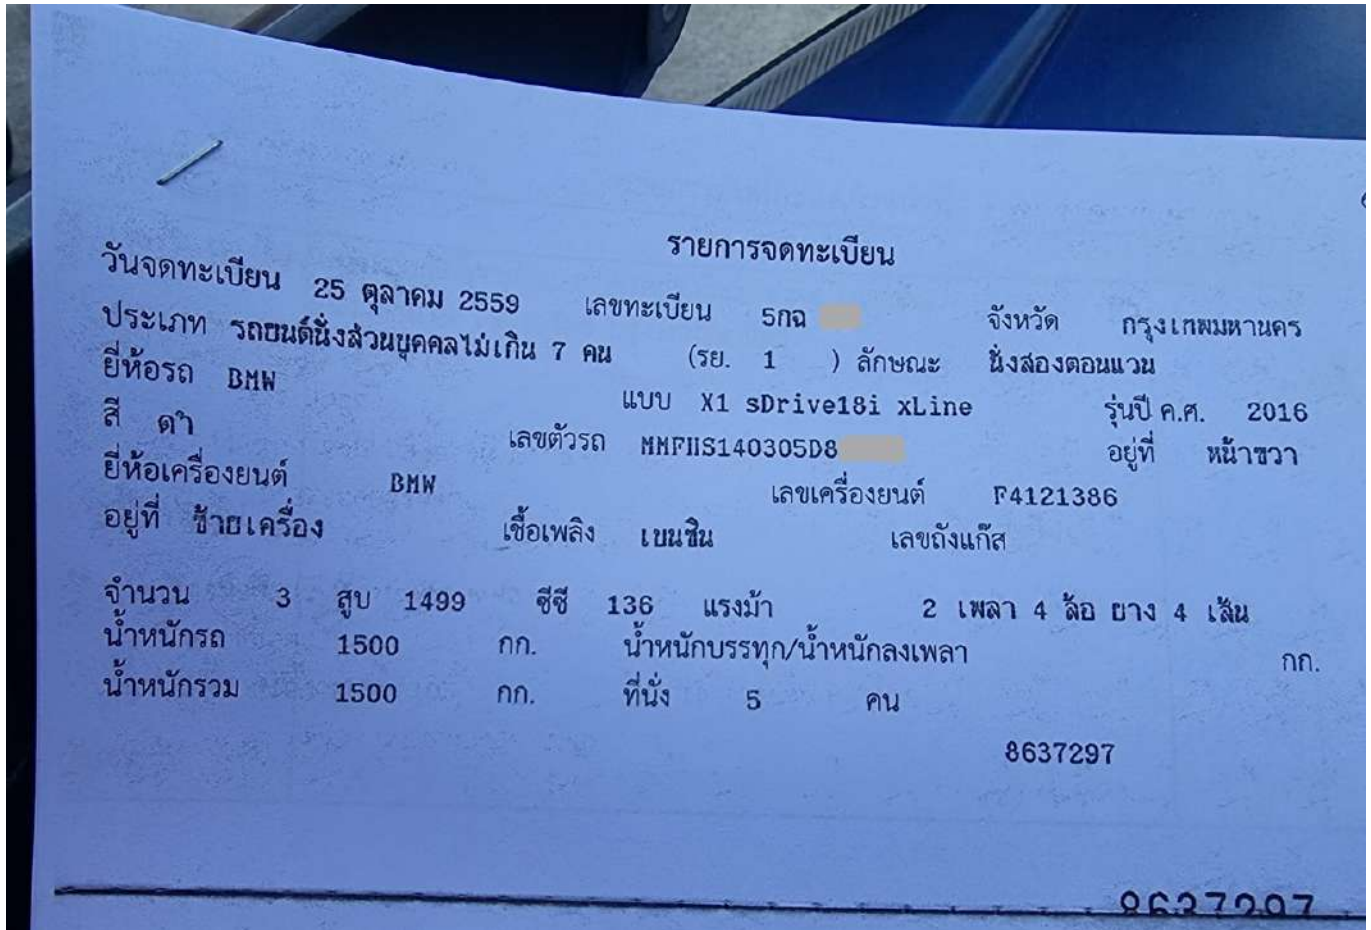 รายการจดทะเบียน
วันจดทะเบียน 25 ตุลาคม 2559 เลขทะเบียน 5กฉ จังหวัด กรุงเทพมหานคร
ประเภท รถยนต์นั่งส่วนบุคคลไม่เกิน 7 คน (รย. 1 ) ลักษณะ นั่งสองตอนแวน
ยี่ห้อรถ BMW แบบ X1 sDrive18i xLine รุ่นปี ค.ศ. 2016
สี ดำ เลขตัวรถ MMFHS140305D8 อยู่ที่ หน้าขวา
ยี่ห้อเครื่องยนต์ BMW เลขเครื่องยนต์ F4121386
อยู่ที่ ซ้ายเครื่อง เชื้อเพลิง เบนซิน เลขถังแก๊ส
จำนวน 3 สูบ 1499 ซีซี 136 แรงม้า 2 เพลา 4 ล้อ ยาง 4 เส้น
น้ำหนักรถ 1500 กก. น้ำหนักบรรทุก/น้ำหนักลงเพลา กก.
น้ำหนักรวม 1500 กก. ที่นั่ง 5 คน
8637297
8637297